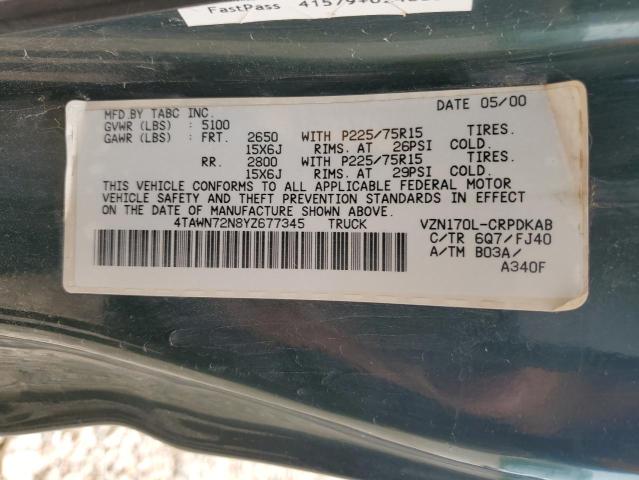 FastPass
MFD.BY TABC INC. DATE 05/00
GVWR (LBS) : 5100
GAWR (LBS) : FRT. 2650 WITH P225/75R15 TIRES.
15X6J RIMS. AT 26PSI COLD.
RR. 2800 WITH P225/75R15 TIRES.
15X6J RIMS. AT 29PSI COLD.
THIS VEHICLE CONFORMS TO ALL APPLICABLE FEDERAL MOTOR
VEHICLE SAFETY AND THEFT PREVENTION STANDARDS IN EFFECT
ON THE DATE OF MANUFACTURE SHOWN ABOVE.
4TAWN72N8YZ677345 TRUCK VZN170L-CRPDKAB
C/TR 6Q7/FJ40
A/TM B03A/
A340F